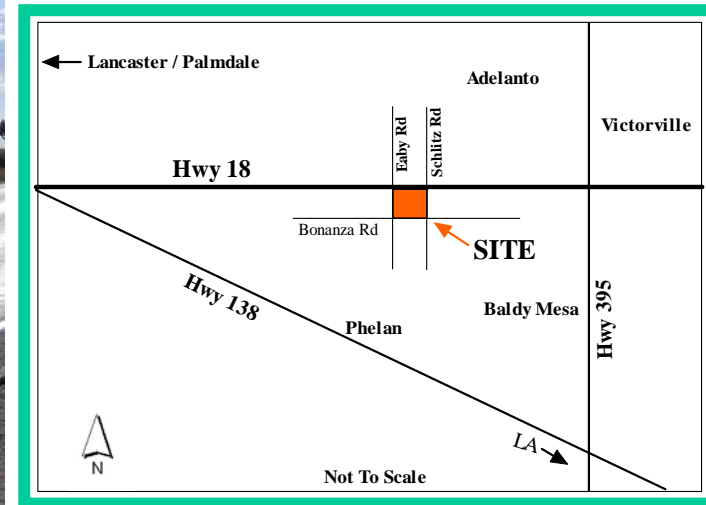 Lancaster / Palmdale
Adelanto
Victorville
Eaby Rd
Schlitz Rd
Hwy 18
Bonanza Rd
SITE
Hwy 138
Baldy Mesa
Hwy 395
Phelan
LA
N
Not To Scale